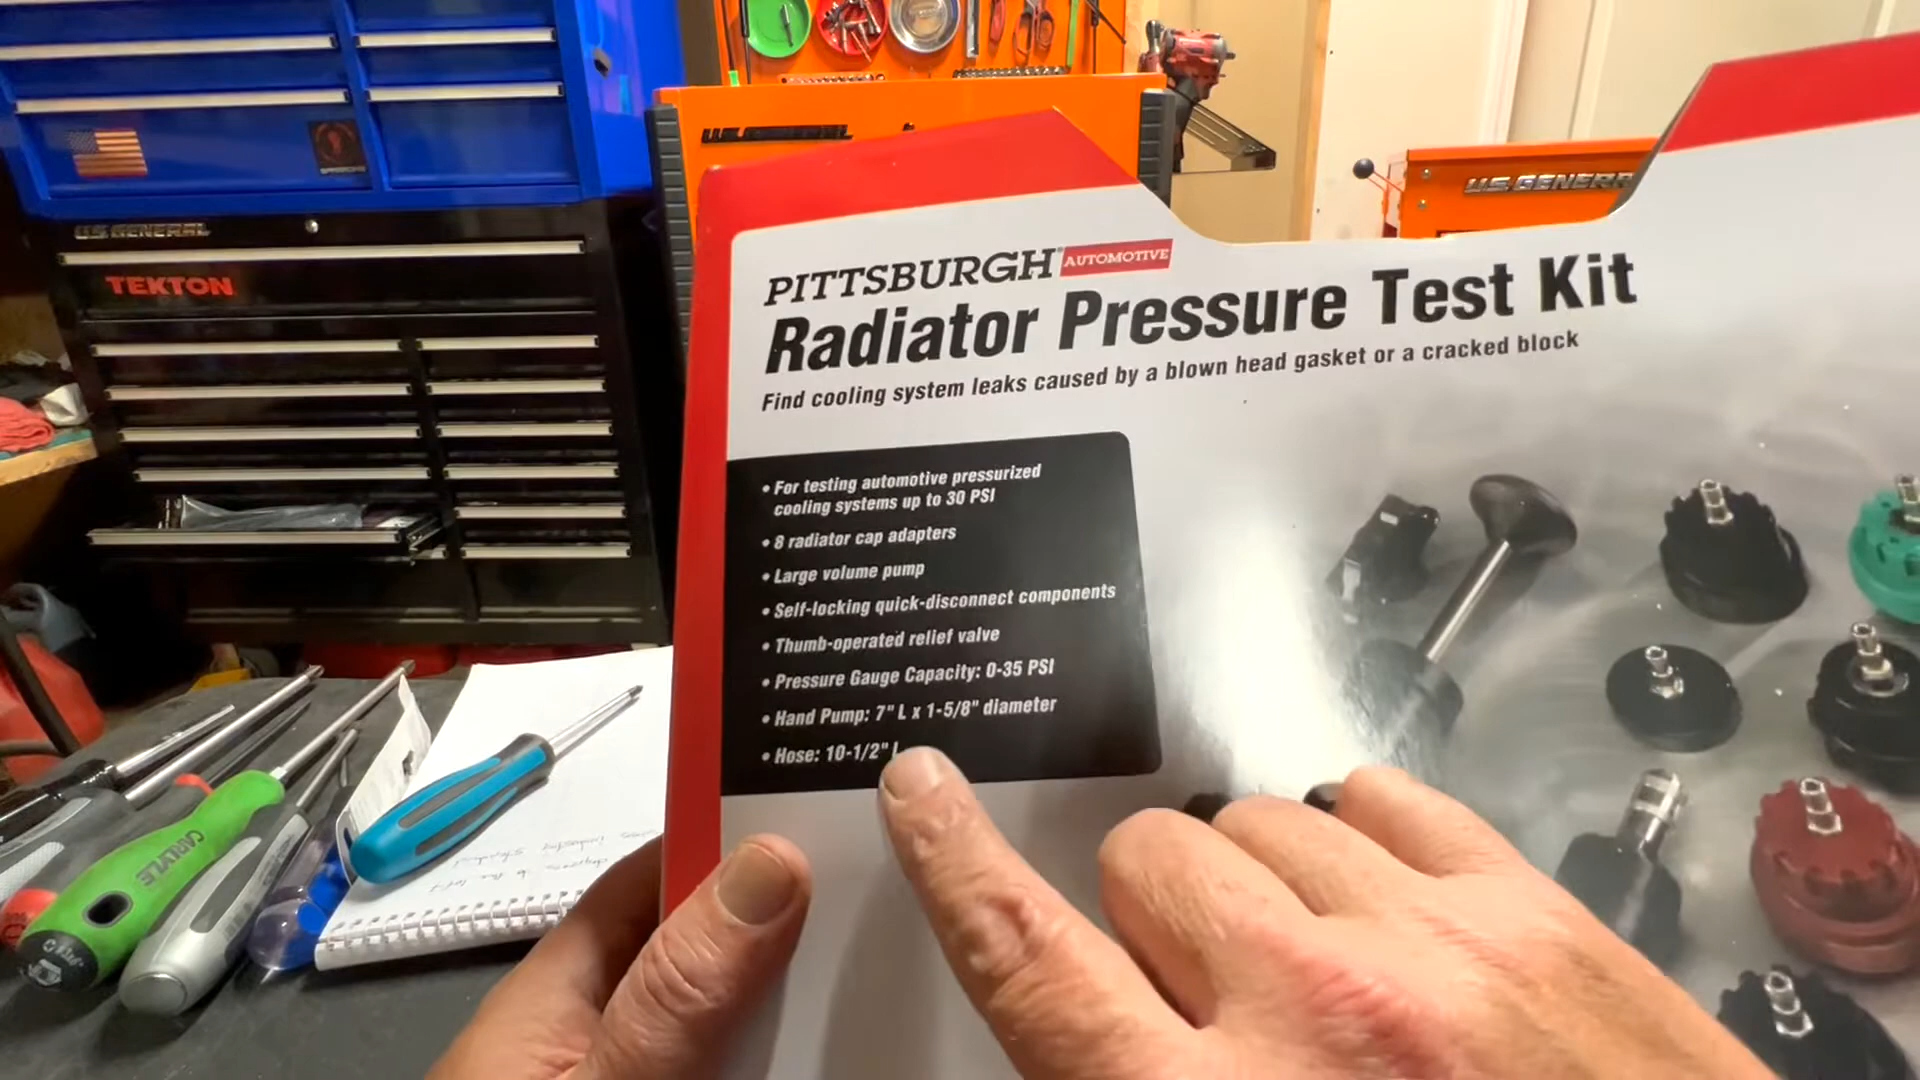 U.S. GENERAL
U.S. GENERAL
U.S. GENERAL
TEKTON
PITTSBURGH AUTOMOTIVE
Radiator Pressure Test Kit
Find cooling system leaks caused by a blown head gasket or a cracked block
• For testing automotive pressurized
cooling systems up to 30 PSI
• 8 radiator cap adapters
• Large volume pump
• Self-locking quick-disconnect components
• Thumb-operated relief valve
• Pressure Gauge Capacity: 0-35 PSI
• Hand Pump: 7" L x 1-5/8" diameter
• Hose: 10-1/2" L
CARLYLE